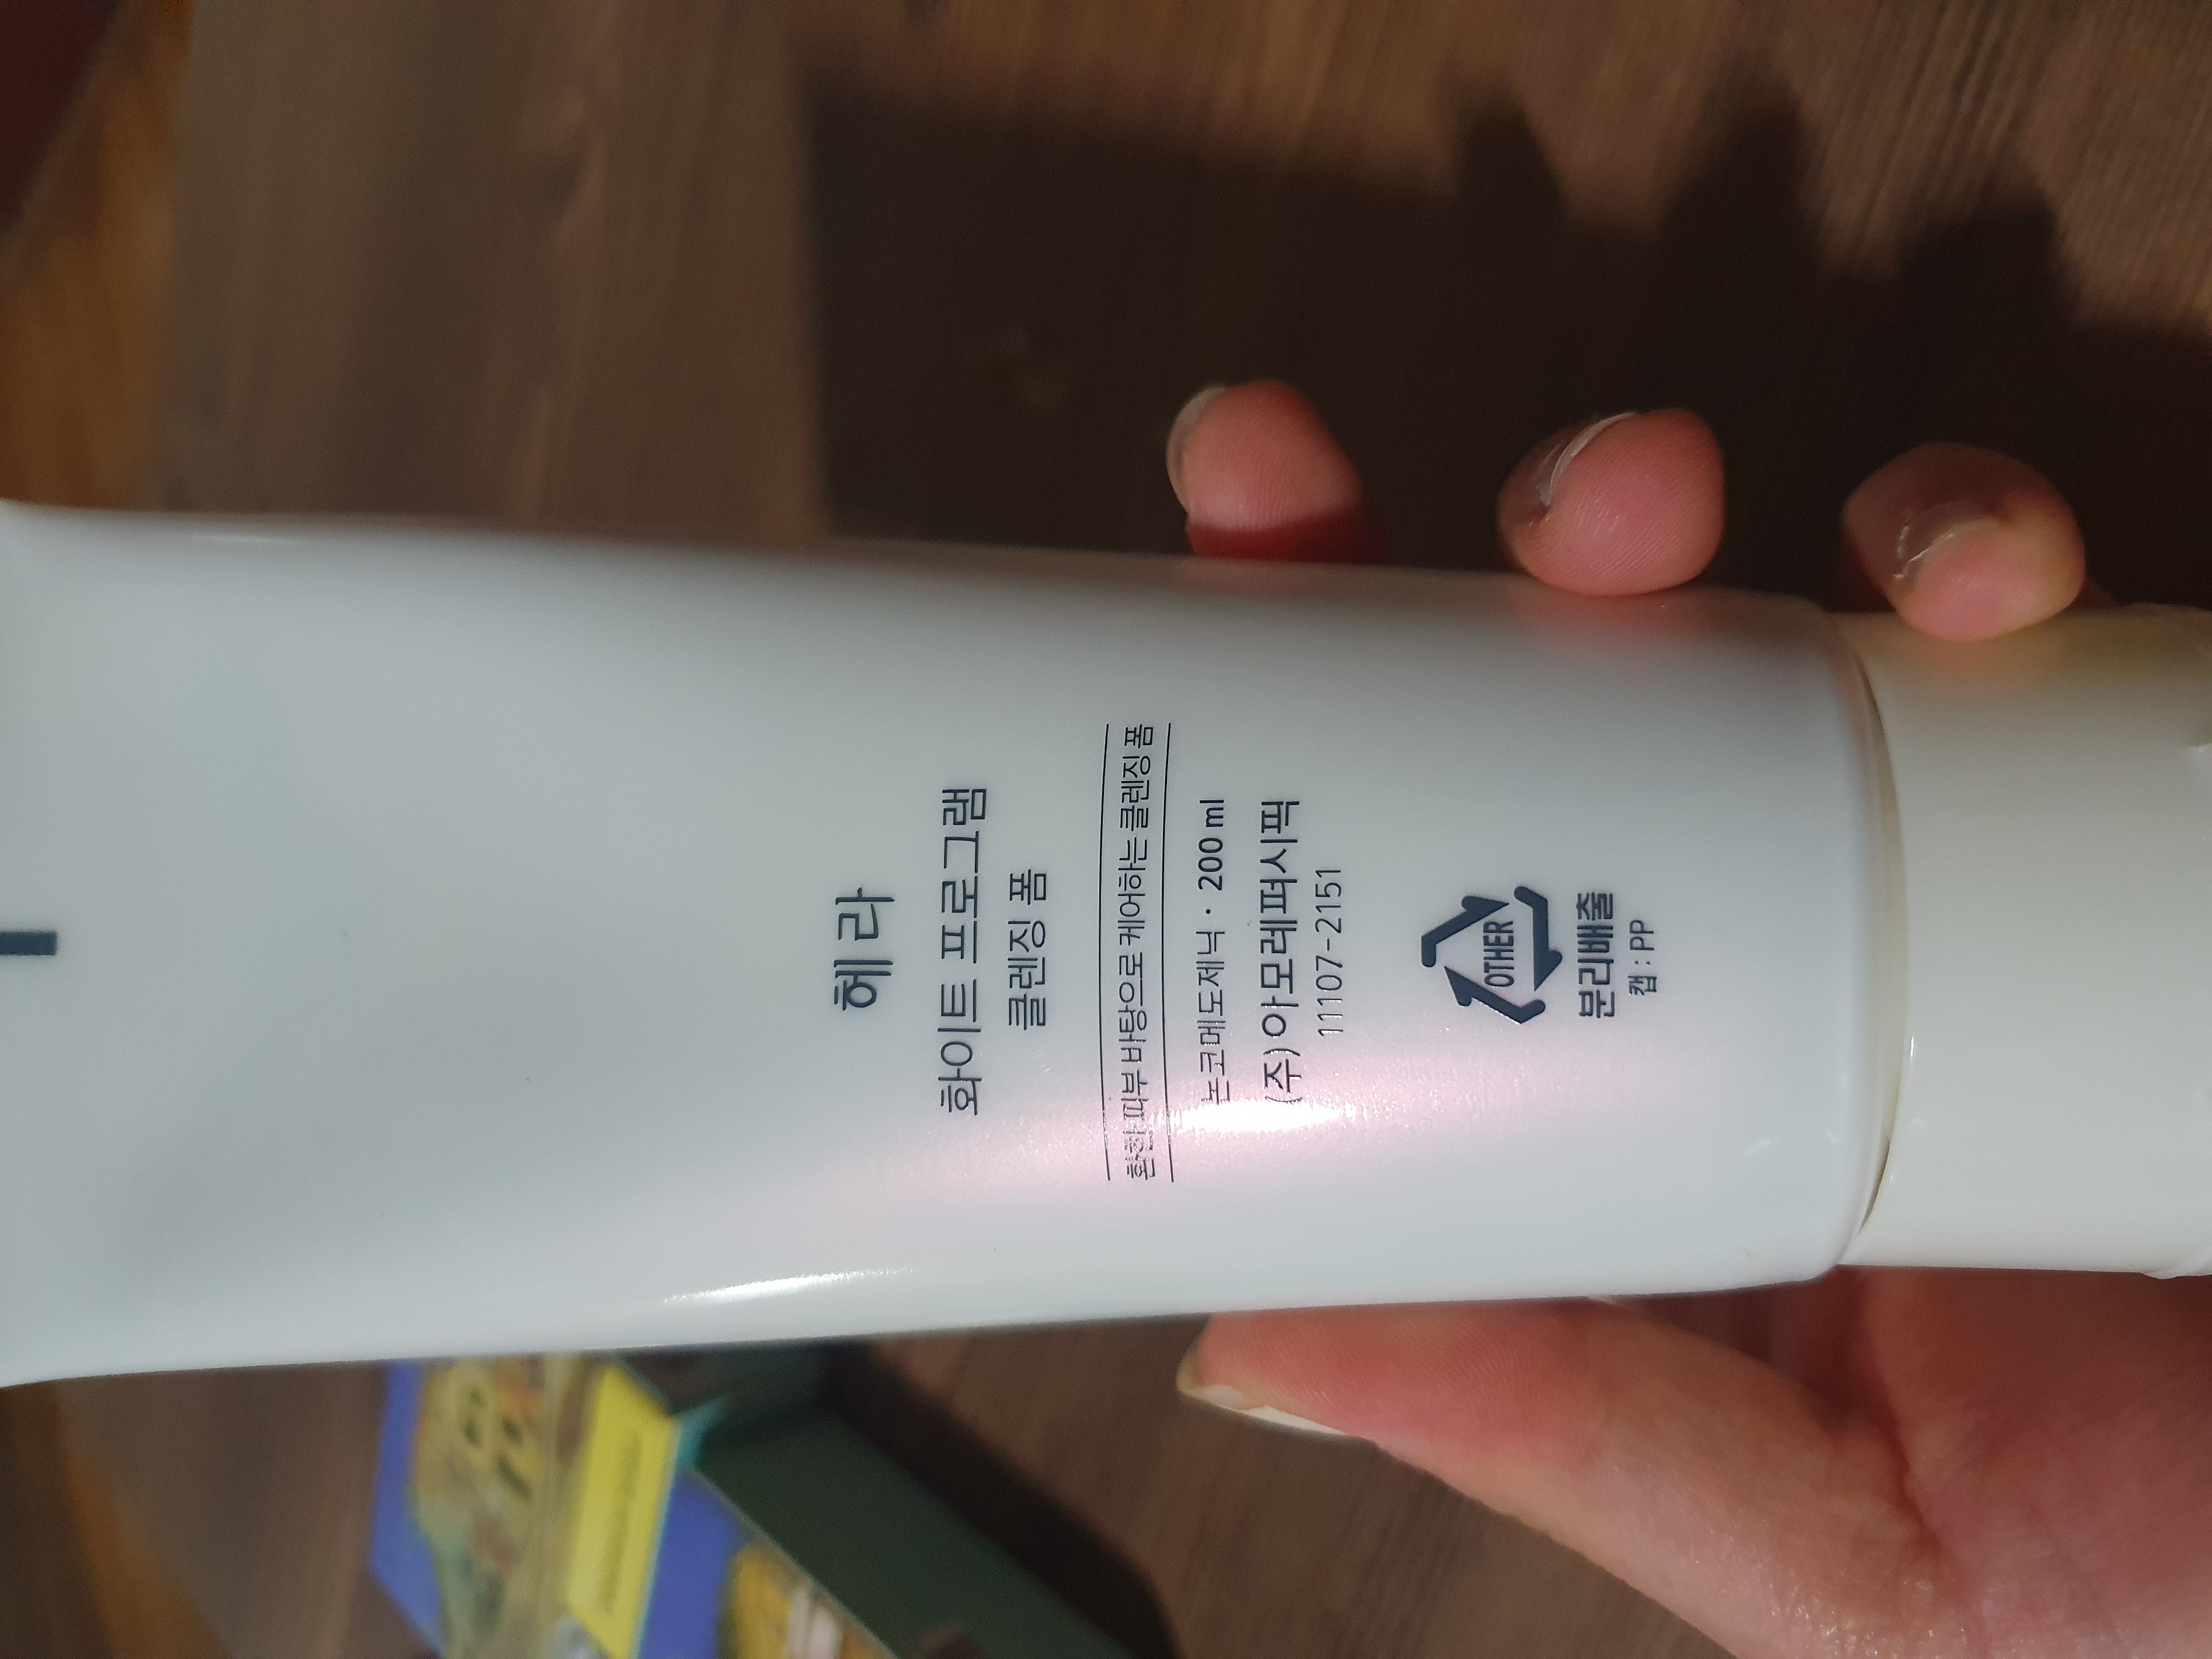 헤라
화이트 프로그램
클렌징 폼
환한 피부 바탕으로 케어하는 클렌징 폼
논코메도제닉 · 200 ml
(주)아모레퍼시픽
11107-2151
OTHER
분리배출
캡 : PP